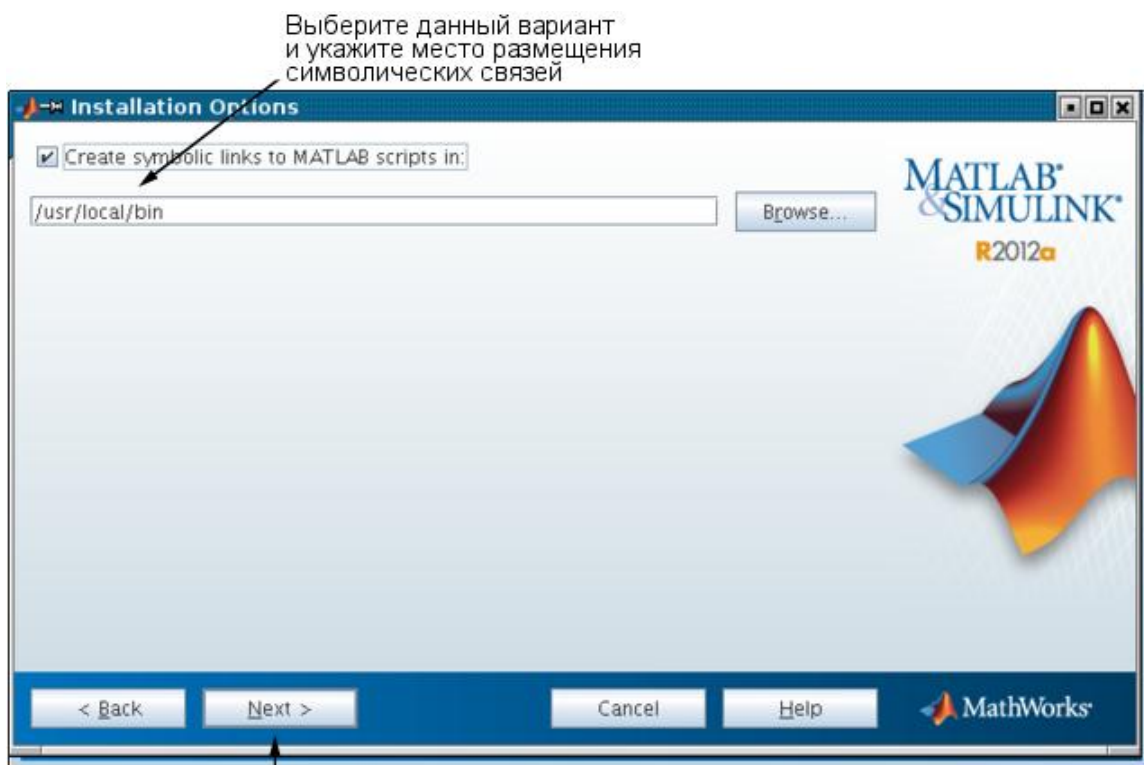 Выберите данный вариант
и укажите место размещения
символических связей
Installation Options
Create symbolic links to MATLAB scripts in:
/usr/local/bin
Browse...
MATLAB®
&SIMULINK®
R2012a
< Back
Next >
Cancel
Help
MathWorks®